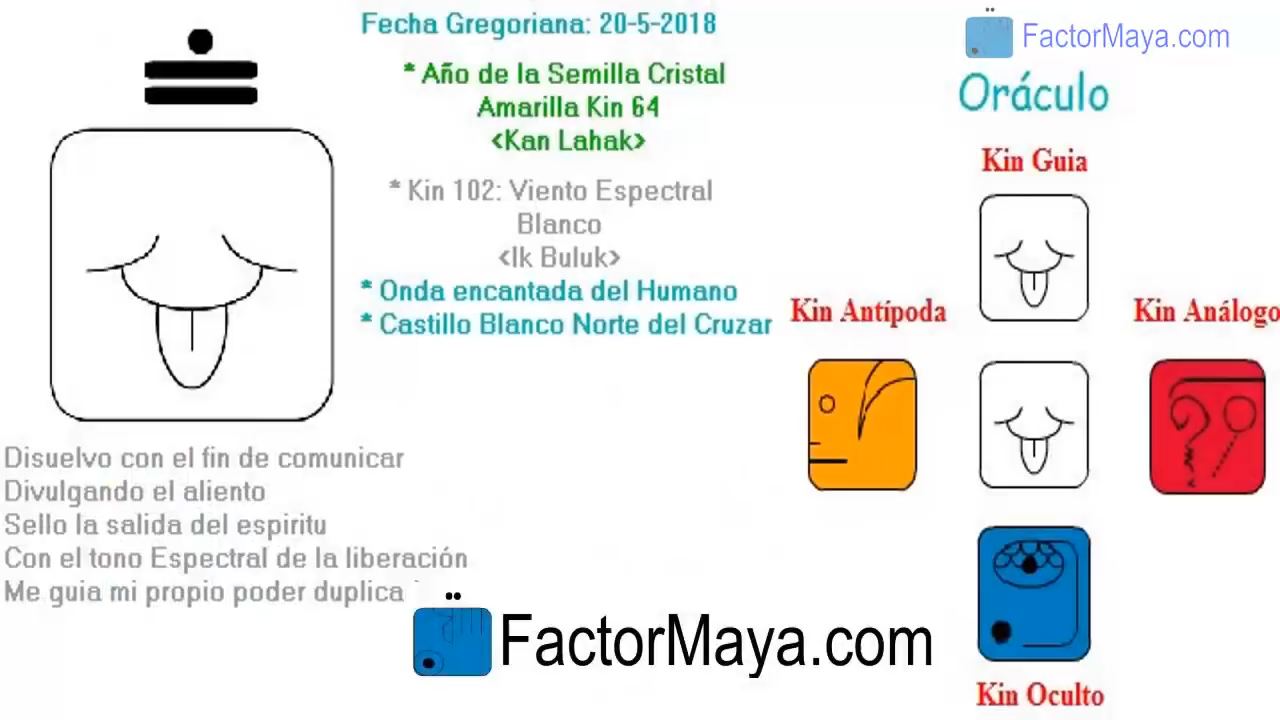 Fecha Gregoriana: 20-5-2018
* Año de la Semilla Cristal
Amarilla Kin 64
<Kan Lahak>
* Kin 102: Viento Espectral
Blanco
<Ik Buluk>
* Onda encantada del Humano
* Castillo Blanco Norte del Cruzar
Disuelvo con el fin de comunicar
Divulgando el aliento
Sello la salida del espiritu
Con el tono Espectral de la liberación
Me guia mi propio poder duplica
FactorMaya.com
Oráculo
Kin Guia
Kin Antípoda
Kin Análogo
Kin Oculto
FactorMaya.com